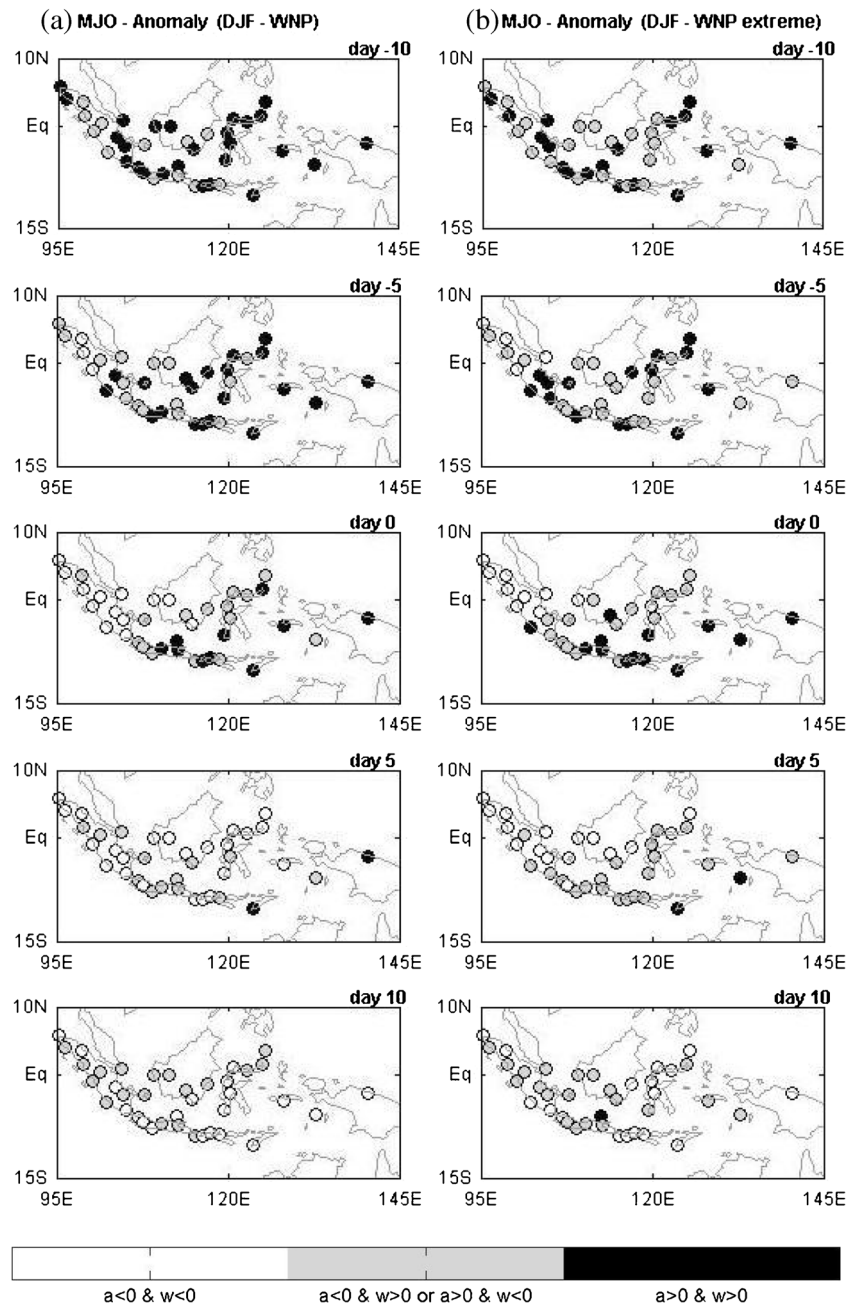 (a) MJO - Anomaly (DJF - WNP)
(b) MJO - Anomaly (DJF - WNP extreme)
day -10
day -10
10N
Eq
15S
95E 120E 145E
10N
Eq
15S
95E 120E 145E
day -5
day -5
10N
Eq
15S
95E 120E 145E
10N
Eq
15S
95E 120E 145E
day 0
day 0
10N
Eq
15S
95E 120E 145E
10N
Eq
15S
95E 120E 145E
day 5
day 5
10N
Eq
15S
95E 120E 145E
10N
Eq
15S
95E 120E 145E
day 10
day 10
10N
Eq
15S
95E 120E 145E
10N
Eq
15S
95E 120E 145E
a<0 & w<0
a<0 & w>0 or a>0 & w<0
a>0 & w>0